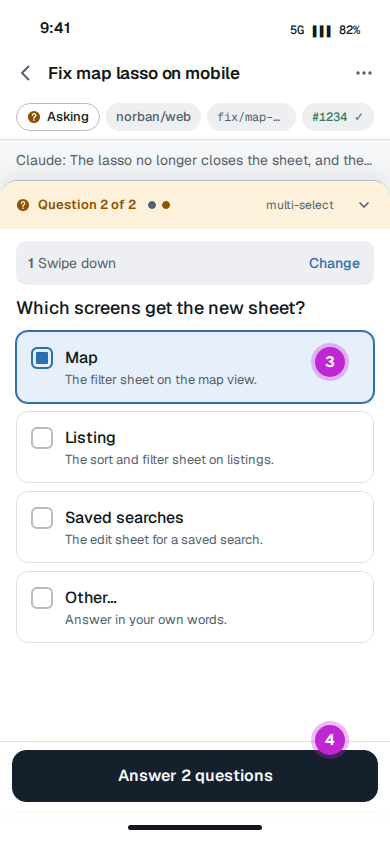 9:41
5G 82%
Fix map lasso on mobile
Asking
norban/web
fix/map-…
#1234 ✓
Claude: The lasso no longer closes the sheet, and the…
Question 2 of 2
multi-select
1 Swipe down
Change
Which screens get the new sheet?
Map
The filter sheet on the map view.
3
Listing
The sort and filter sheet on listings.
Saved searches
The edit sheet for a saved search.
Other…
Answer in your own words.
4
Answer 2 questions